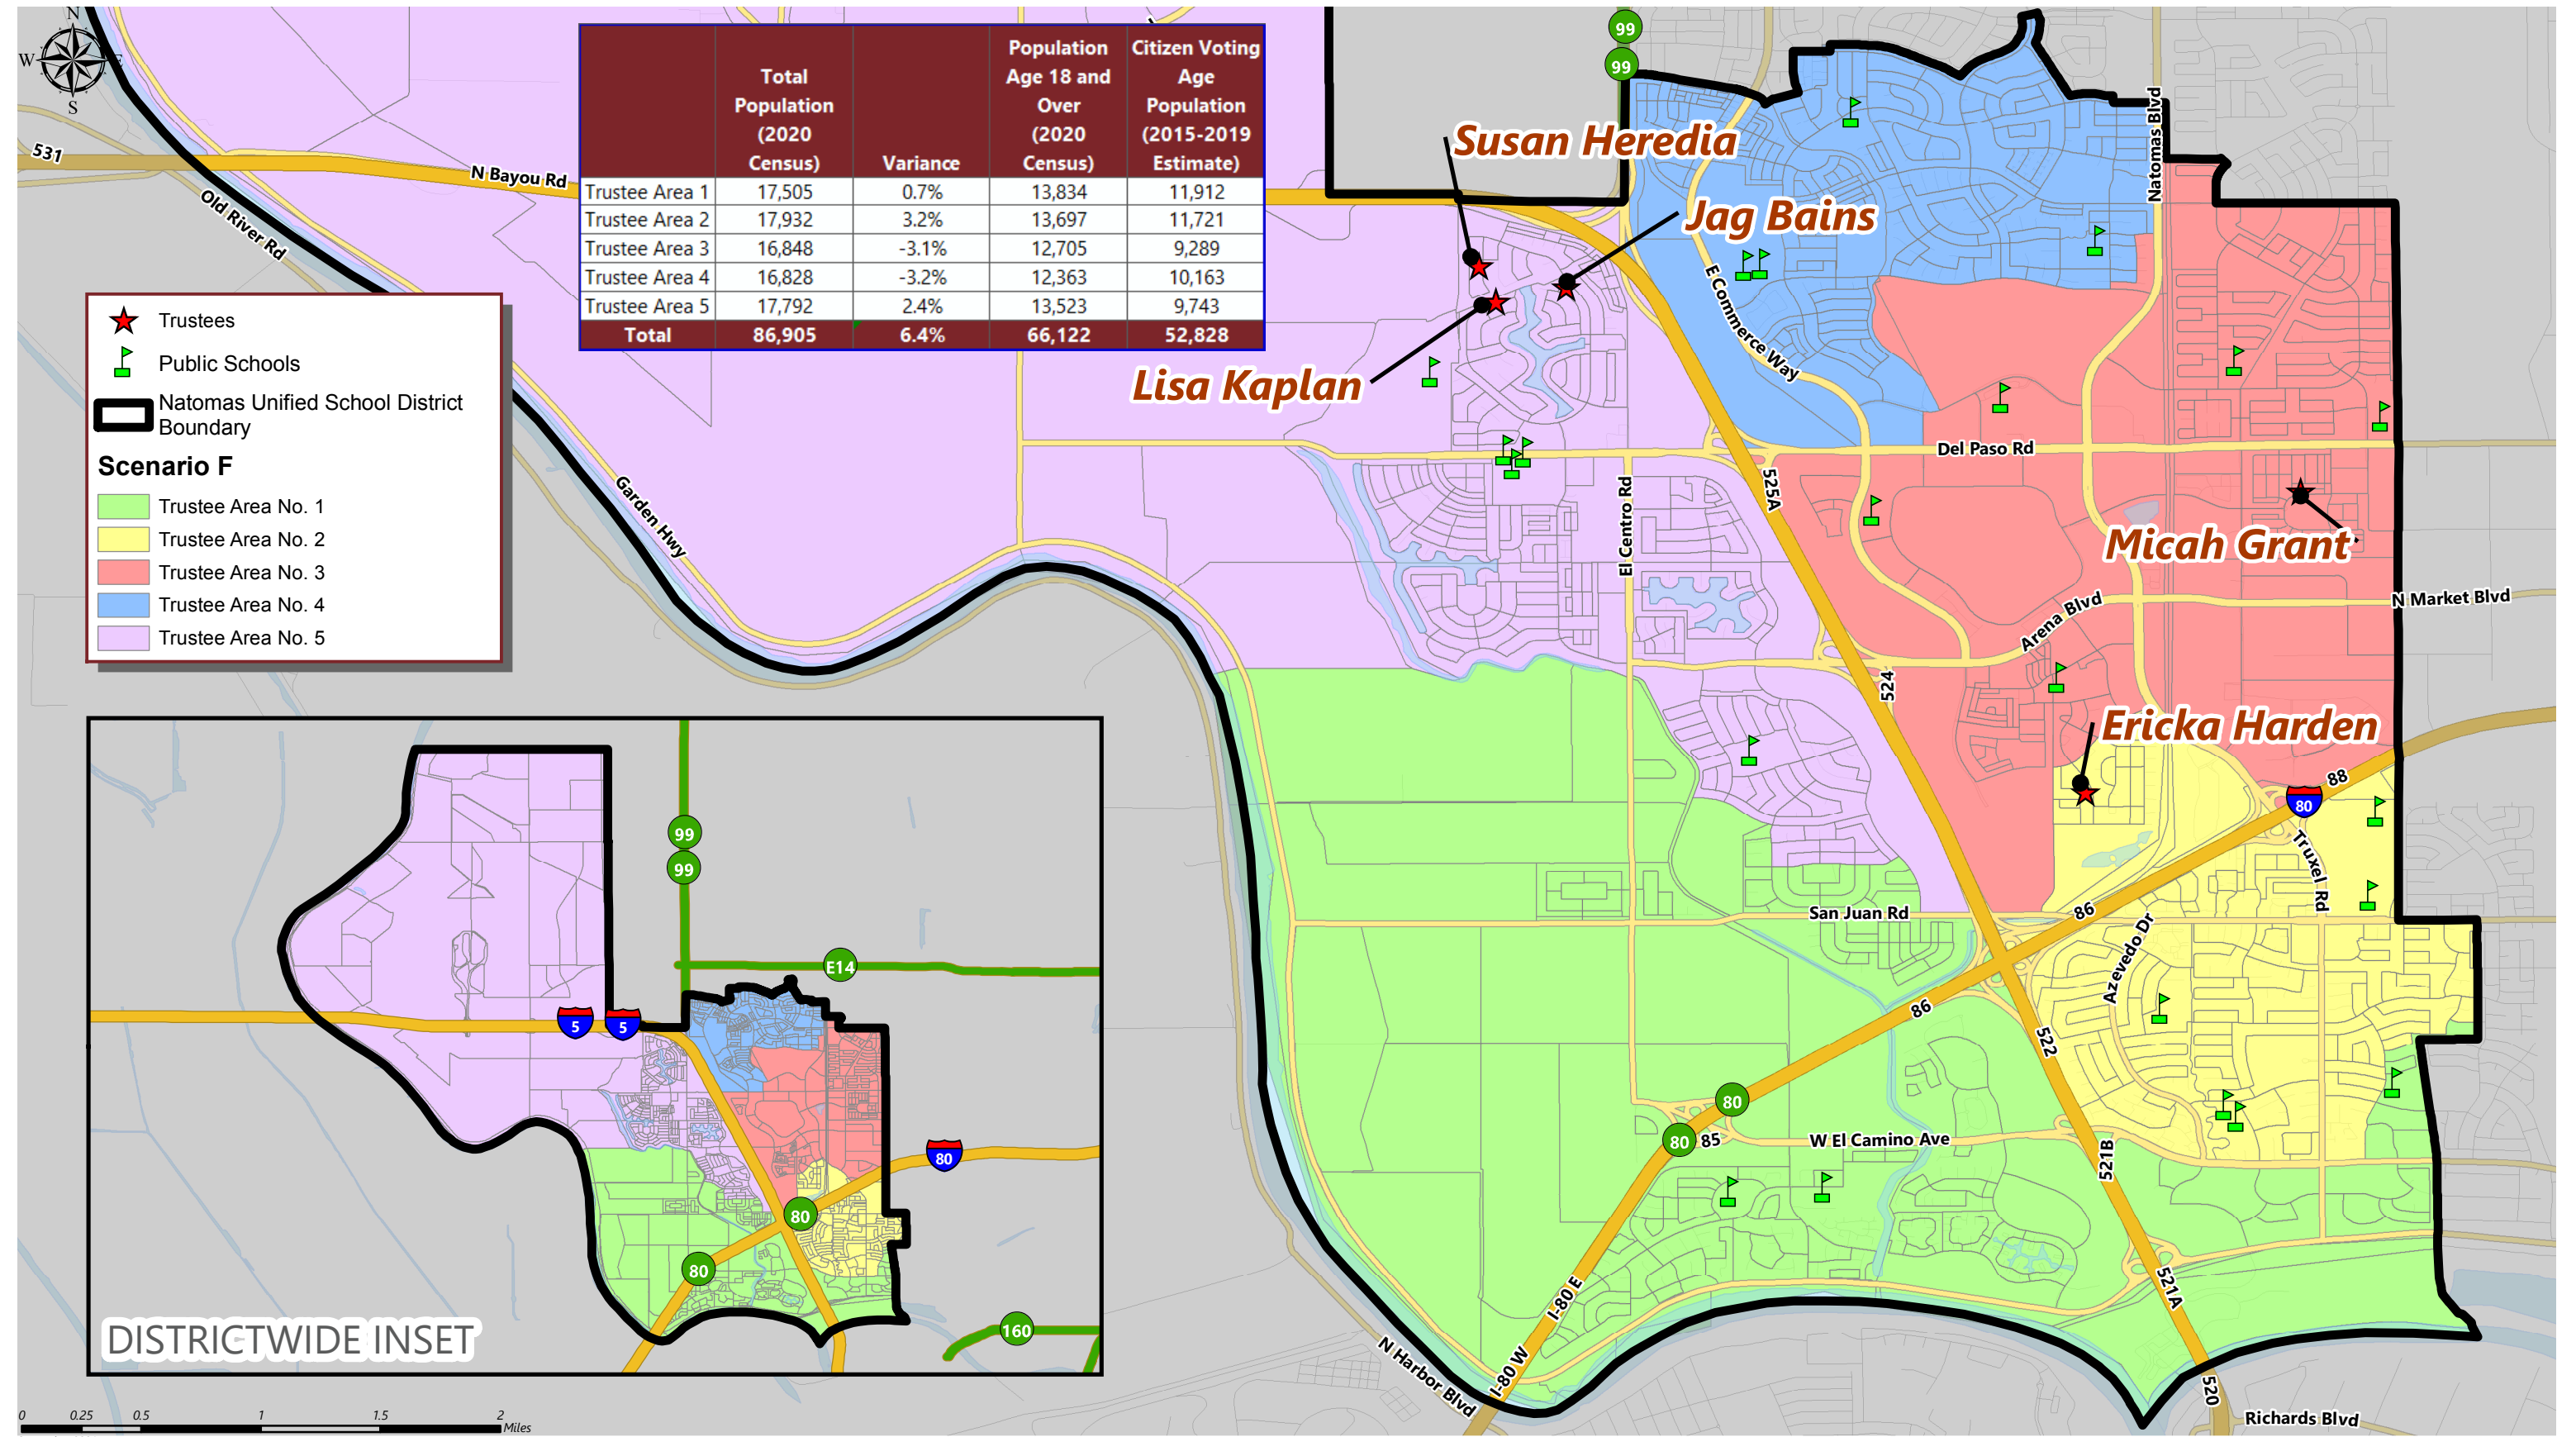 N
W
E
S
531
N Bayou Rd
Old River Rd
Garden Hwy
Total Population (2020 Census)
Variance
Population Age 18 and Over (2020 Census)
Citizen Voting Age Population (2015-2019 Estimate)
Trustee Area 1 17,505 0.7% 13,834 11,912
Trustee Area 2 17,932 3.2% 13,697 11,721
Trustee Area 3 16,848 -3.1% 12,705 9,289
Trustee Area 4 16,828 -3.2% 12,363 10,163
Trustee Area 5 17,792 2.4% 13,523 9,743
Total 86,905 6.4% 66,122 52,828
99
99
Susan Heredia
Jag Bains
Lisa Kaplan
Micah Grant
Ericka Harden
Natomas Blvd
E Commerce Way
Del Paso Rd
525A
El Centro Rd
Arena Blvd
N Market Blvd
524
88
80
Truxel Rd
86
San Juan Rd
Azevedo Dr
86
522
80
80
85
W El Camino Ave
521B
521A
I-80 E
I-80 W
N Harbor Blvd
520
Richards Blvd
Trustees
Public Schools
Natomas Unified School District
Boundary
Scenario F
Trustee Area No. 1
Trustee Area No. 2
Trustee Area No. 3
Trustee Area No. 4
Trustee Area No. 5
99
99
E14
5
5
80
80
80
160
DISTRICTWIDE INSET
0 0.25 0.5 1 1.5 2
Miles